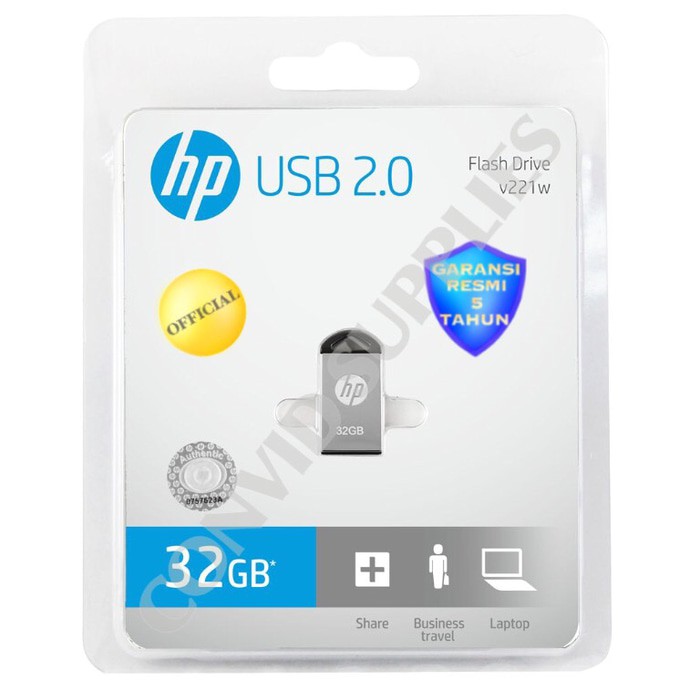 hp
USB 2.0
Flash Drive
v221w
OFFICIAL
GARANSI
RESMI
5
TAHUN
hp
32GB
Authentic
0757623A
32GB*
Share
Business
travel
Laptop
©CONVIDSUPPLIES